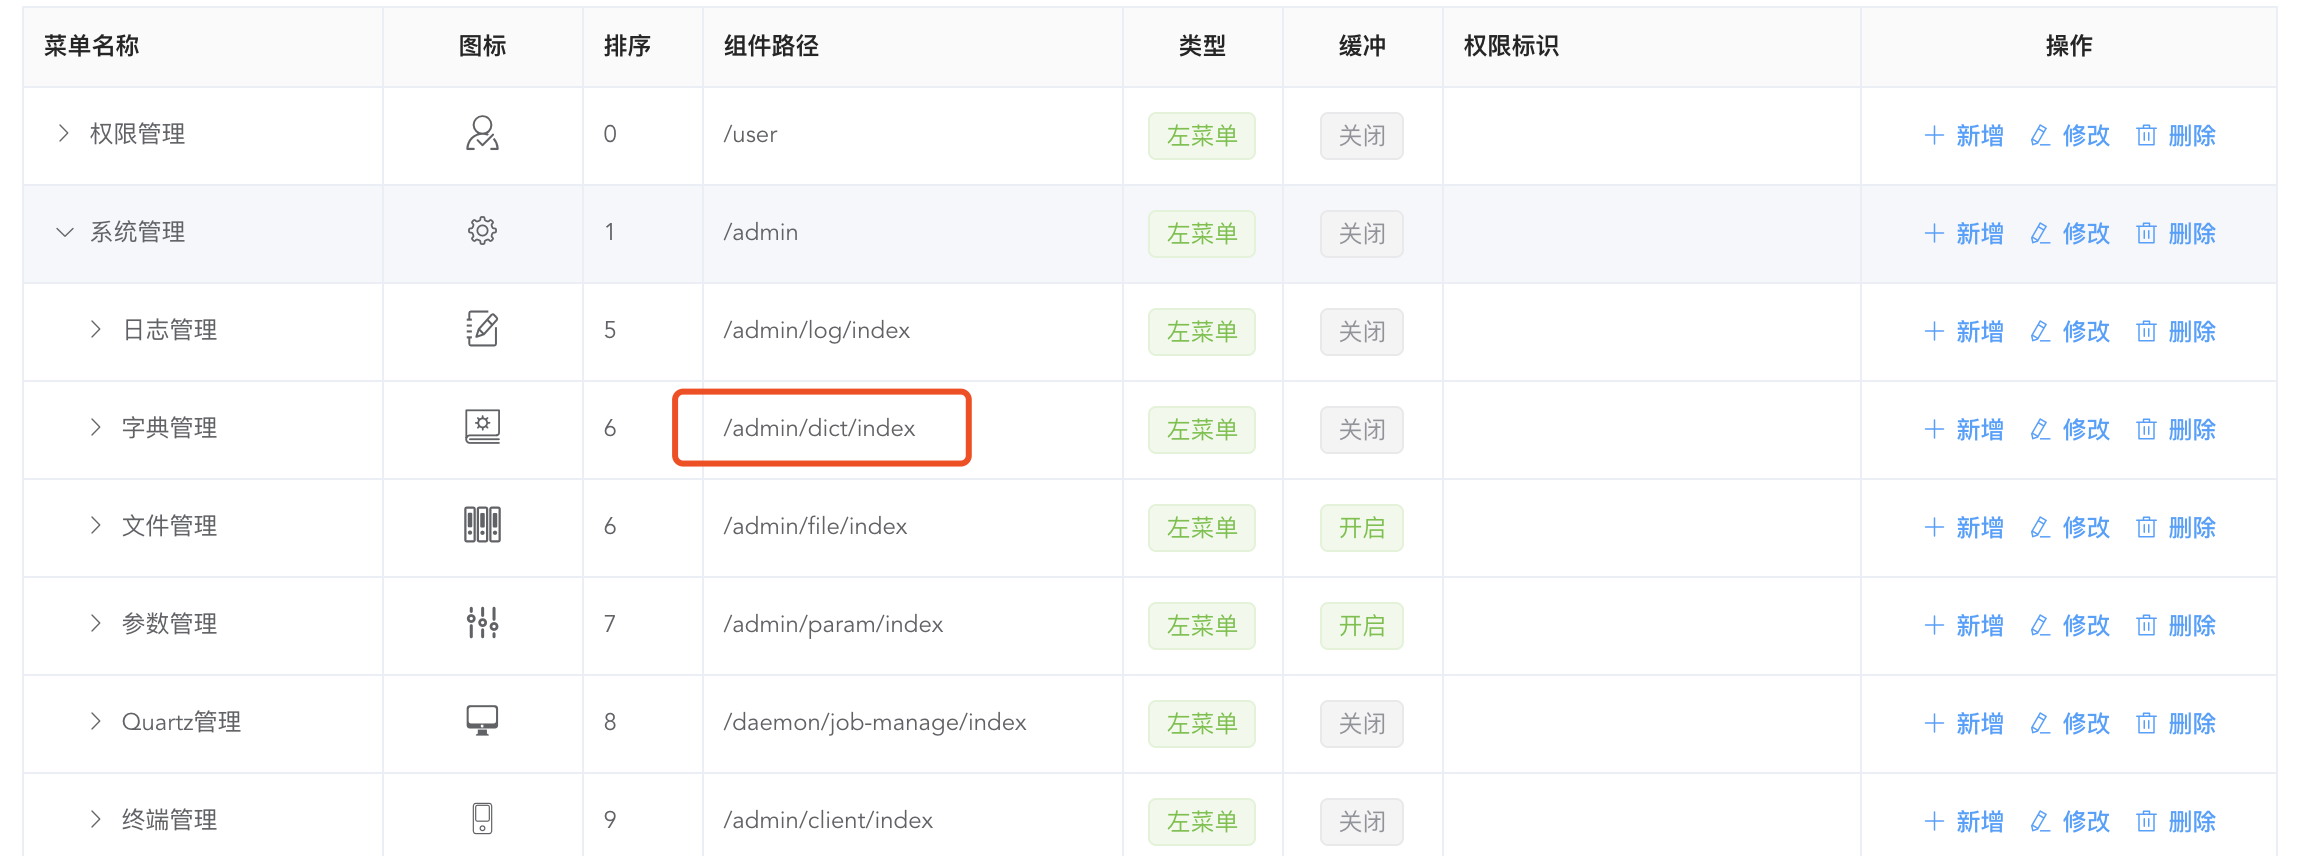 菜单名称 图标 排序 组件路径 类型 缓冲 权限标识 操作
权限管理 0 /user 左菜单 关闭 新增 修改 删除
系统管理 1 /admin 左菜单 关闭 新增 修改 删除
日志管理 5 /admin/log/index 左菜单 关闭 新增 修改 删除
字典管理 6 /admin/dict/index 左菜单 关闭 新增 修改 删除
文件管理 6 /admin/file/index 左菜单 开启 新增 修改 删除
参数管理 7 /admin/param/index 左菜单 开启 新增 修改 删除
Quartz管理 8 /daemon/job-manage/index 左菜单 关闭 新增 修改 删除
终端管理 9 /admin/client/index 左菜单 关闭 新增 修改 删除